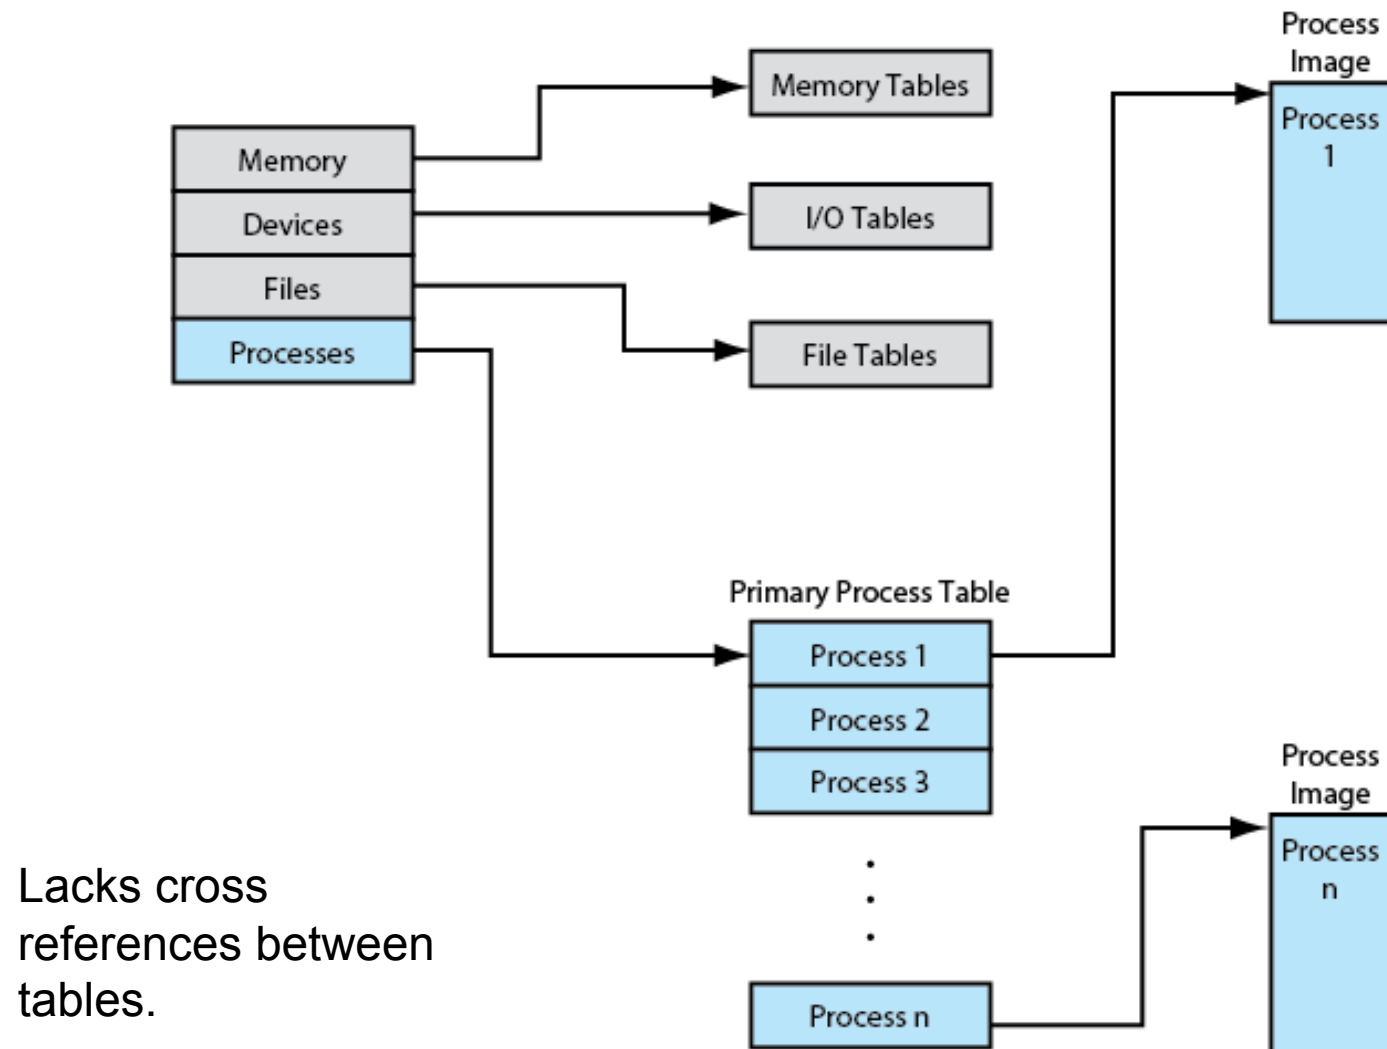 Process
Image
Process
1
Memory Tables
Memory
Devices
I/O Tables
Files
Processes
File Tables
Primary Process Table
Process 1
Process 2
Process 3
.
.
.
Process n
Process
Image
Process
n
Lacks cross
references between
tables.